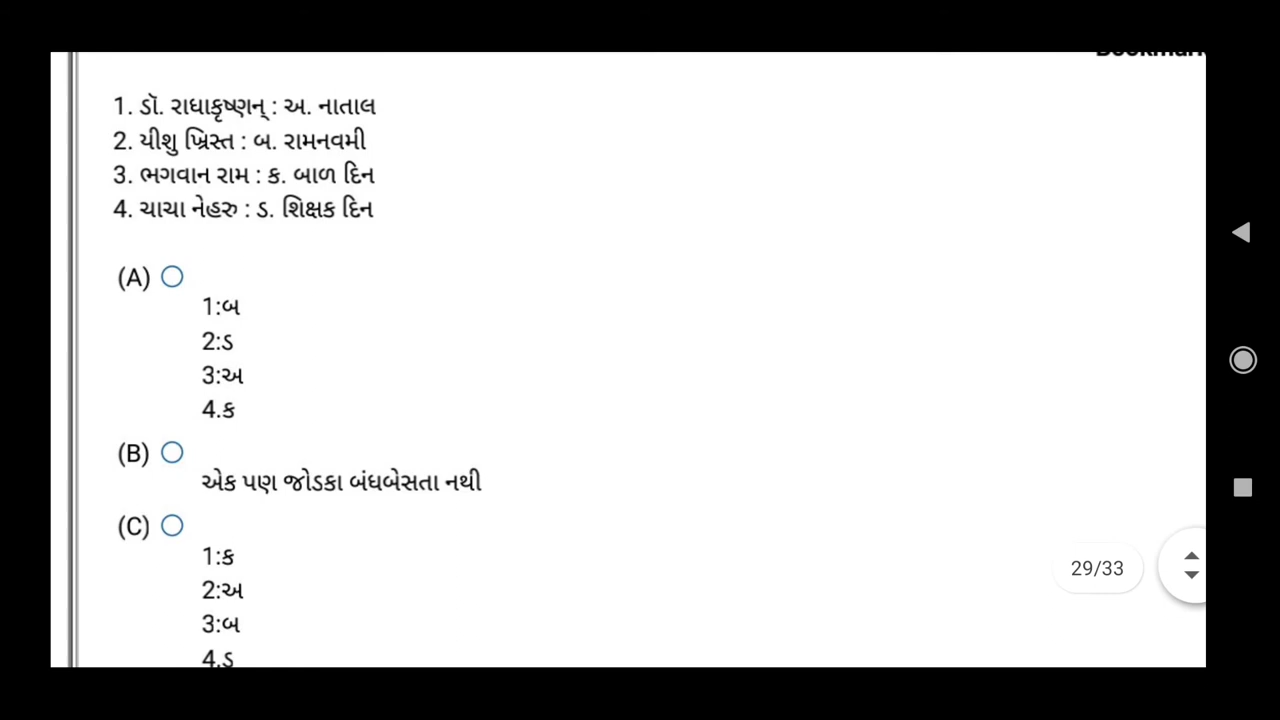 1. ડૉ. રાધાકૃષ્ણન્ : અ. નાતાલ
2. યીશુ ખ્રિસ્ત : બ. રામનવમી
3. ભગવાન રામ : ક. બાળ દિન
4. ચાચા નેહરુ : ડ. શિક્ષક દિન
(A)
1:બ
2:ડ
3:અ
4.ક
(B)
એક પણ જોડકા બંધબેસતા નથી
(C)
1:ક
2:અ
3:બ
4.ડ
29/33